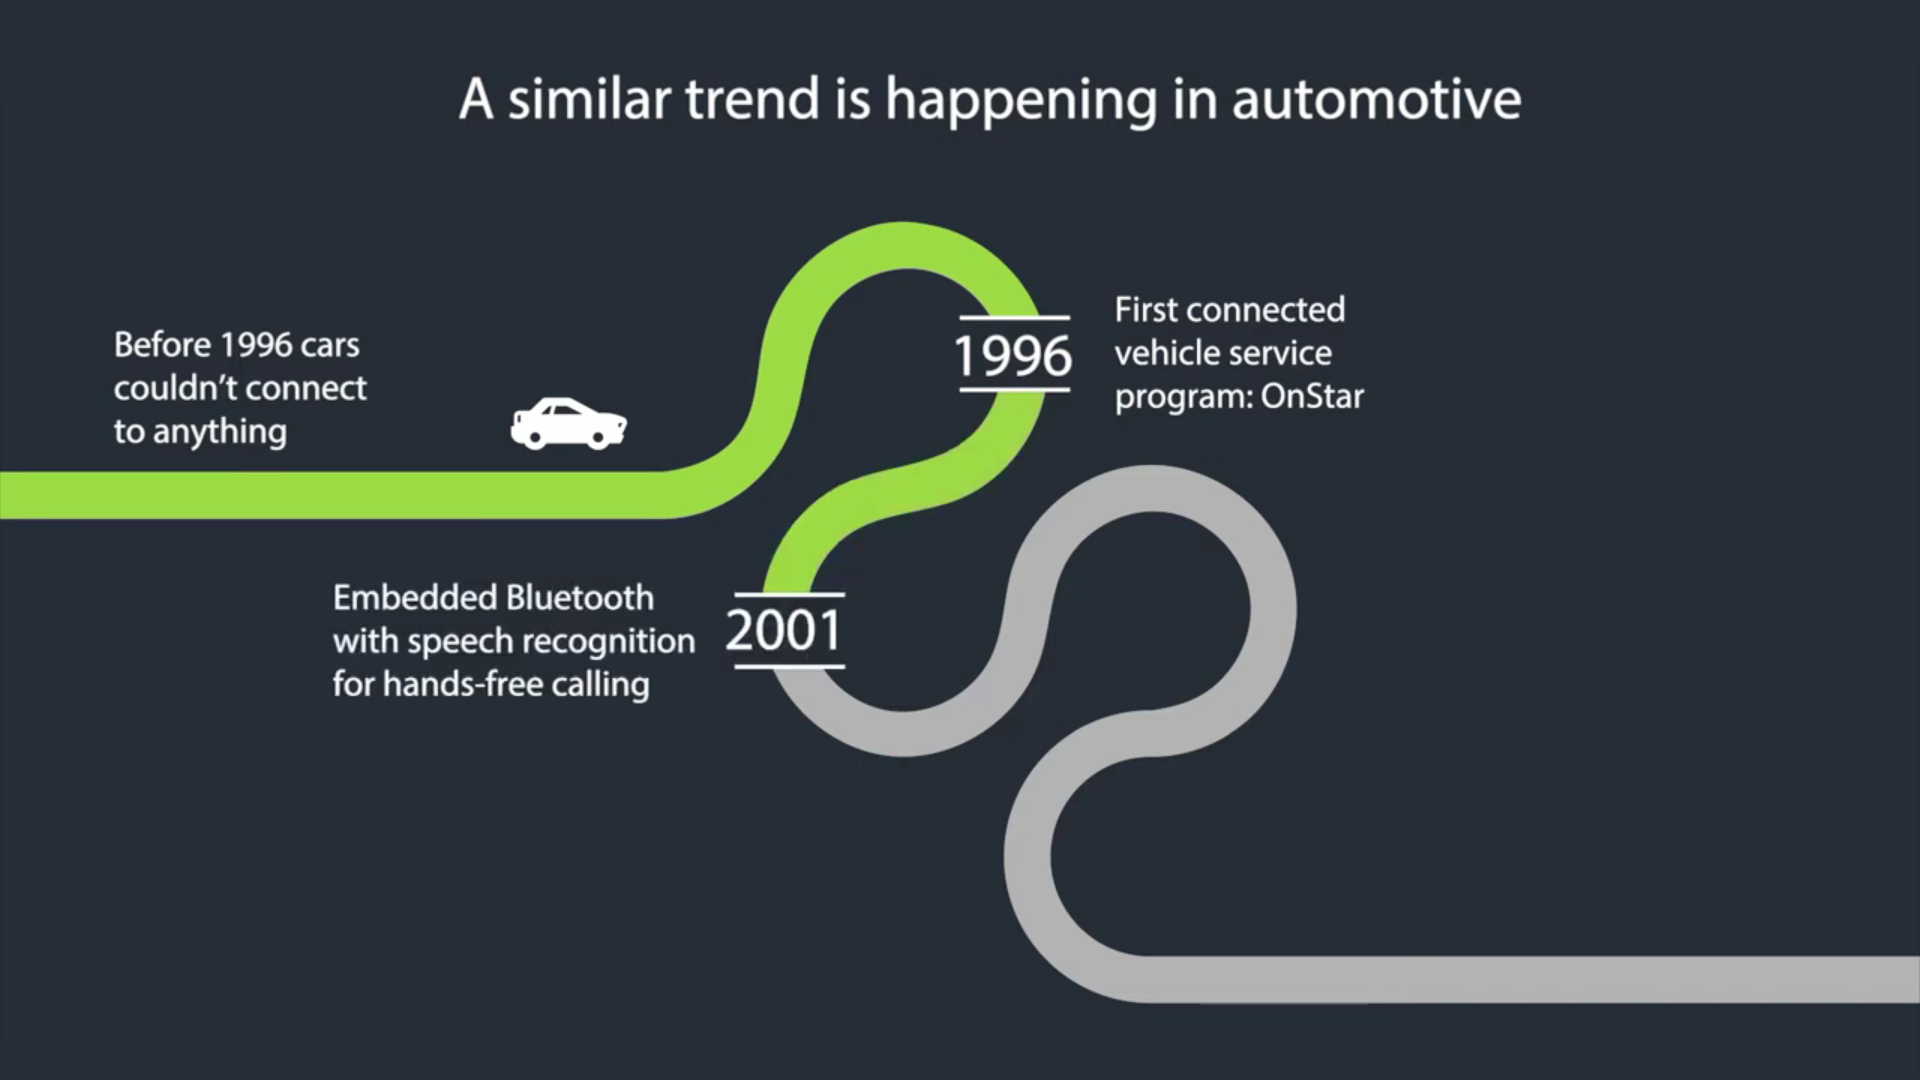 A similar trend is happening in automotive
Before 1996 cars
couldn’t connect
to anything
1996
First connected
vehicle service
program: OnStar
Embedded Bluetooth
with speech recognition
for hands-free calling
2001